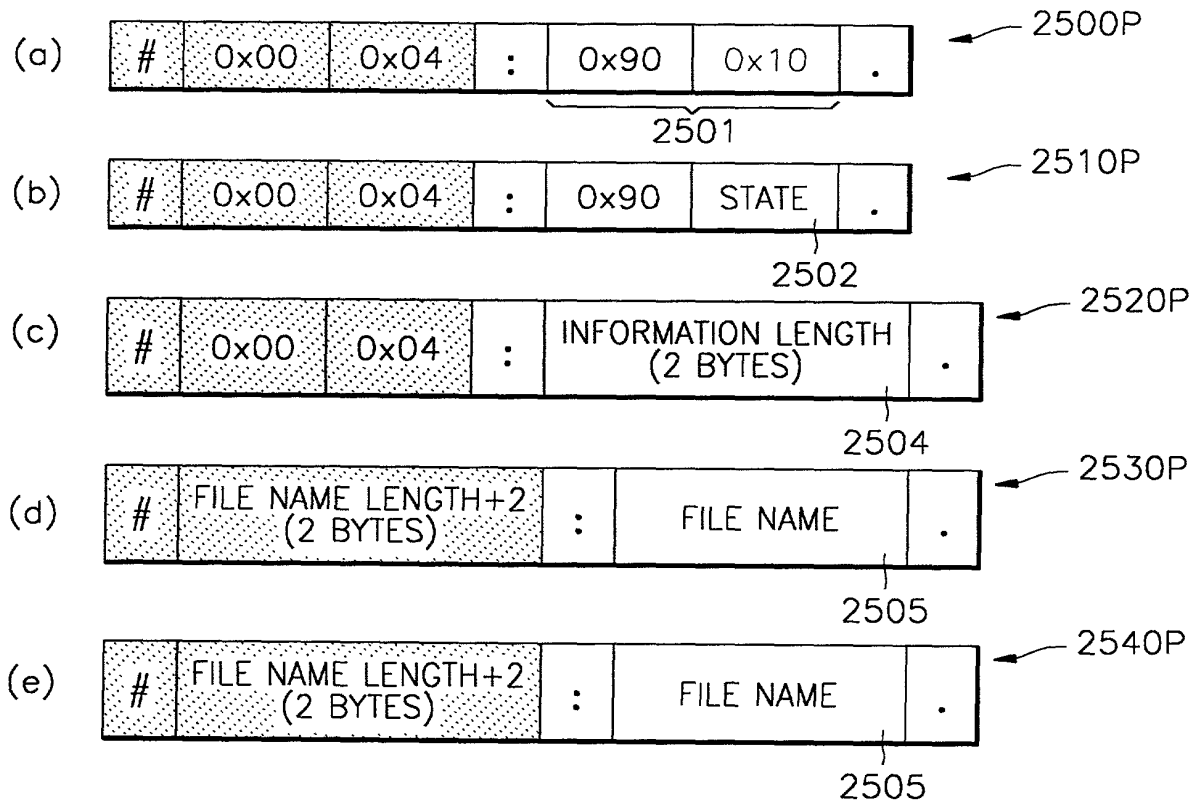 (a) # 0x00 0x04 : 0x90 0x10 . 2500P
2501
(b) # 0x00 0x04 : 0x90 STATE . 2510P
2502
(c) # 0x00 0x04 : INFORMATION LENGTH (2 BYTES) . 2520P
2504
(d) # FILE NAME LENGTH+2 (2 BYTES) : FILE NAME . 2530P
2505
(e) # FILE NAME LENGTH+2 (2 BYTES) : FILE NAME . 2540P
2505